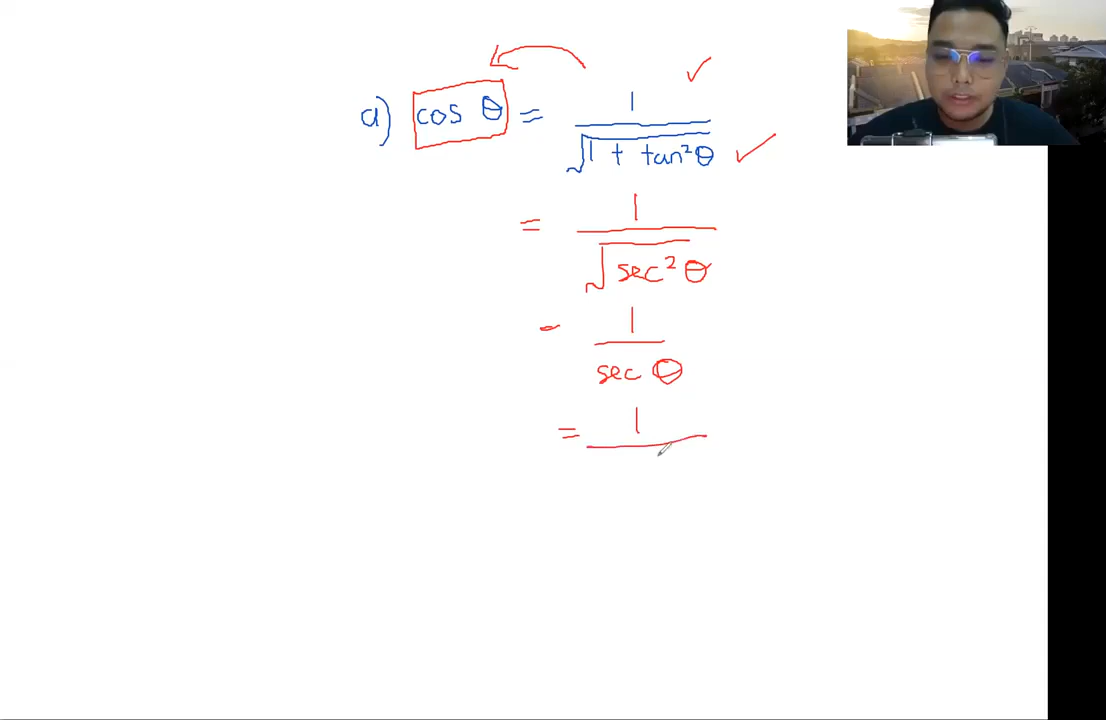 a) cos θ = 1 / √(1 + tan²θ)
= 1 / √(sec²θ)
- 1 / sec θ
= 1 /